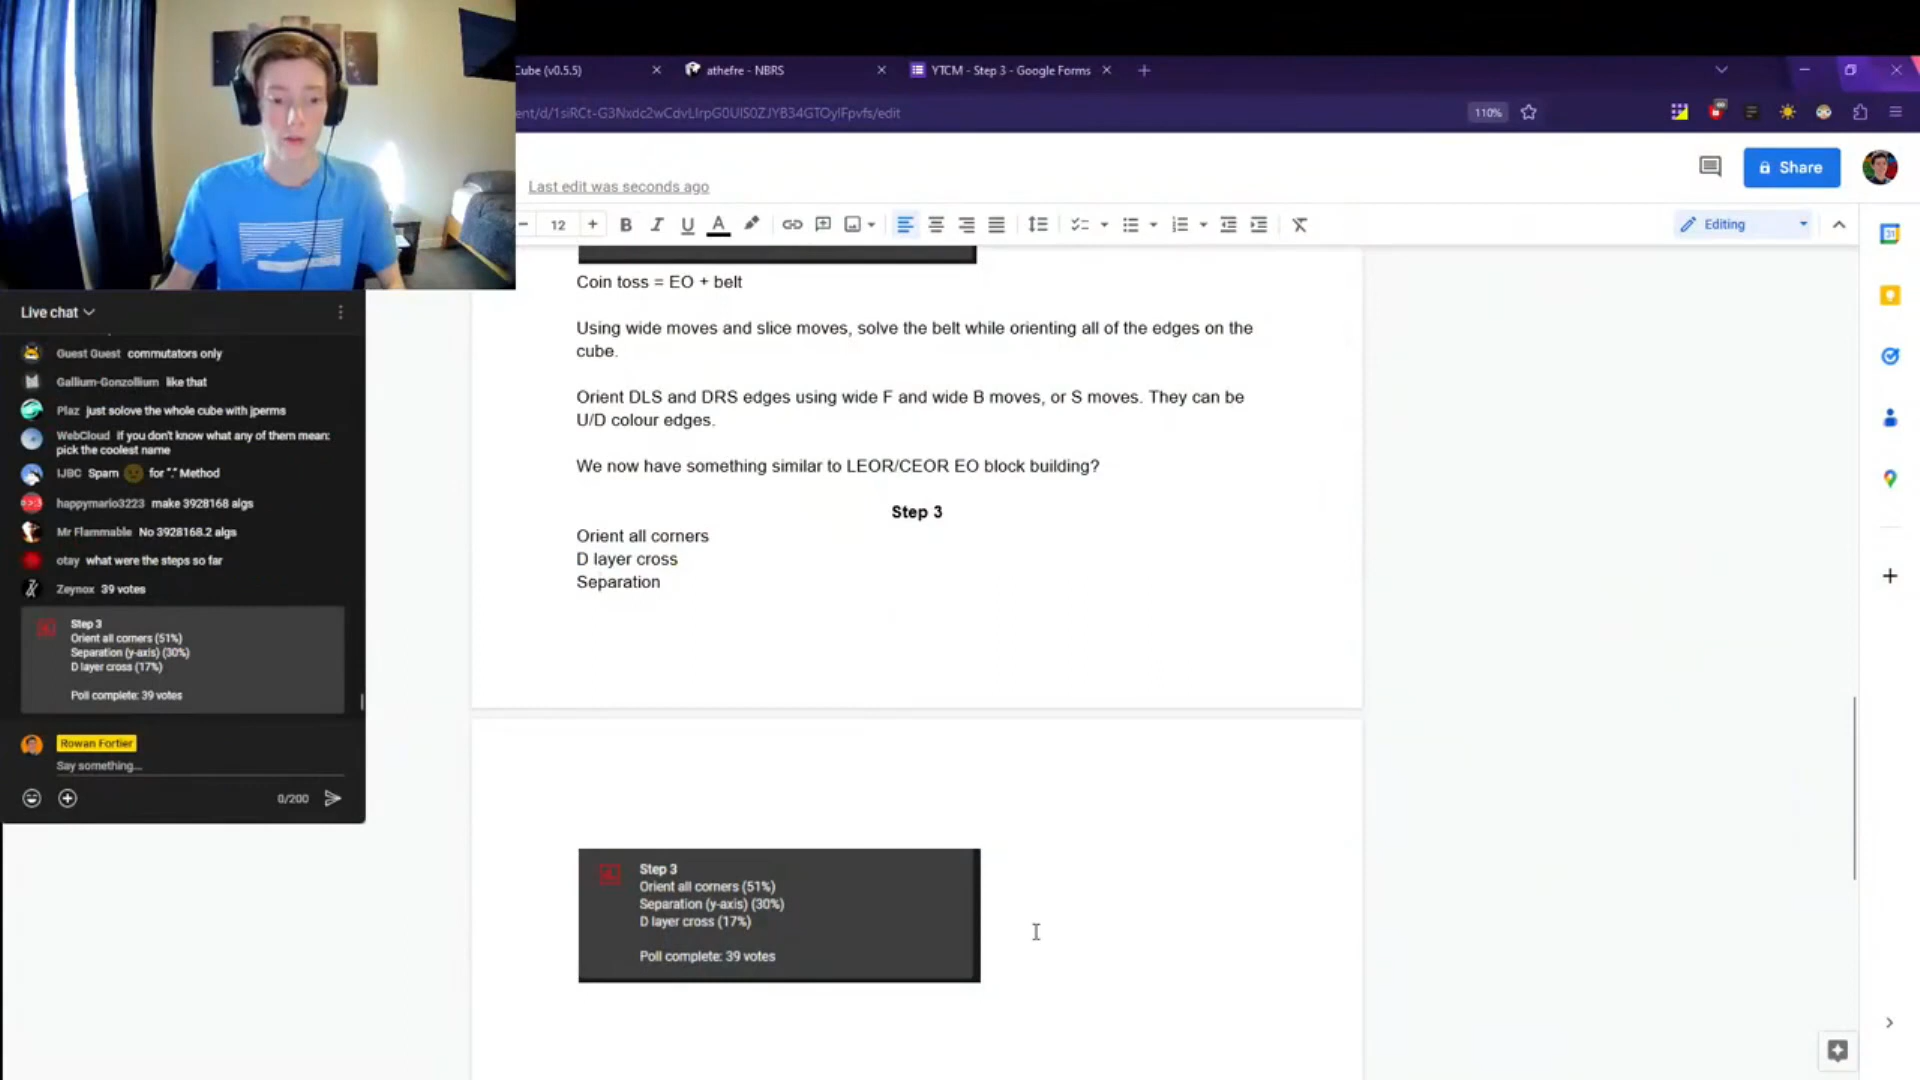 Cube (v0.5.5)
athefre - NBRS
YTCM - Step 3 - Google Forms
110%
Last edit was seconds ago
Share
12
B
I
U
A
Editing
Coin toss = EO + belt
Using wide moves and slice moves, solve the belt while orienting all of the edges on the
cube.
Orient DLS and DRS edges using wide F and wide B moves, or S moves. They can be
U/D colour edges.
We now have something similar to LEOR/CEOR EO block building?
Step 3
Orient all corners
D layer cross
Separation
Step 3
Orient all corners (51%)
Separation (y-axis) (30%)
D layer cross (17%)
Poll complete: 39 votes
Live chat
Guest Guest commutators only
Gallium-Gonzollium like that
Plaz just solove the whole cube with jperms
WebCloud If you don't know what any of them mean:
pick the coolest name
IJBC Spam for "." Method
happymario3223 make 3928168 algs
Mr Flammable No 3928168.2 algs
otay what were the steps so far
Zeynox 39 votes
Step 3
Orient all corners (51%)
Separation (y-axis) (30%)
D layer cross (17%)
Poll complete: 39 votes
Rowan Fortier
Say something...
0/200